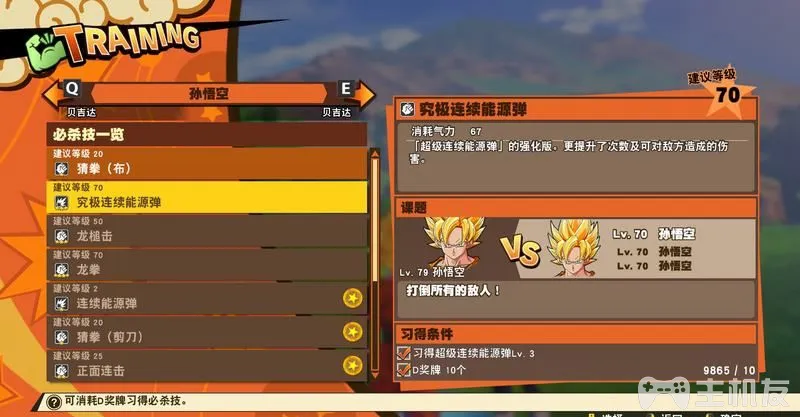 TRAINING
Q 孙悟空 E
贝吉达 贝吉达
必杀技一览
建议等级 20
猜拳（布）
建议等级 70
究极连续能源弹
建议等级 50
龙槌击
建议等级 70
龙拳
建议等级 2
连续能源弹
建议等级 20
猜拳（剪刀）
建议等级 25
正面连击
建议等级
70
究极连续能源弹
消耗气力 67
「超级连续能源弹」的强化版，更提升了次数及可对敌方造成的伤
害。
课题
Lv. 79 孙悟空
VS
Lv. 70 孙悟空
Lv. 70 孙悟空
Lv. 70 孙悟空
打倒所有的敌人！
习得条件
习得超级连续能源弹Lv. 3
D奖牌 10个 9865 / 10
可消耗D奖牌习得必杀技。
主机友